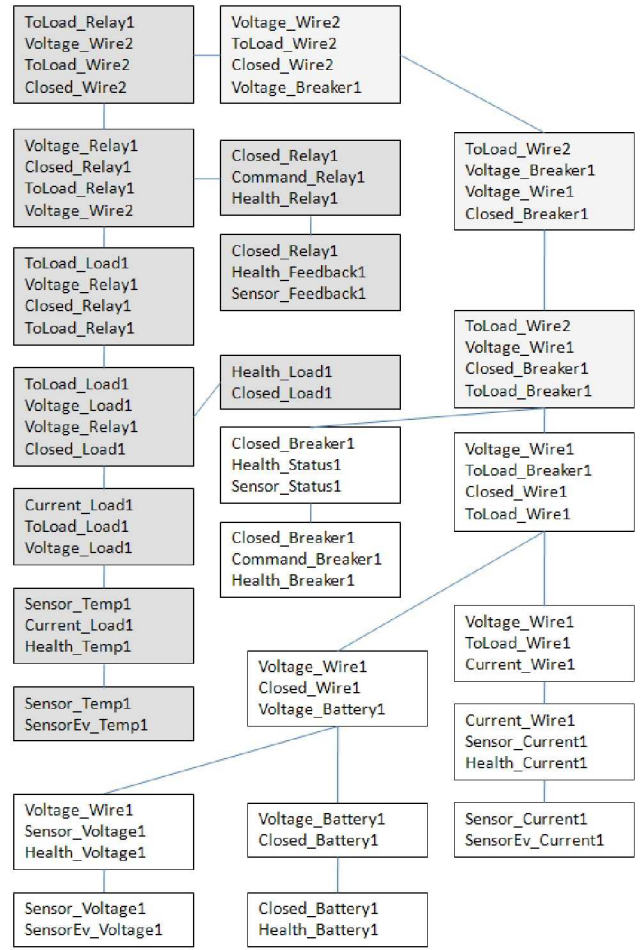 ToLoad_Relay1
Voltage_Wire2
ToLoad_Wire2
Closed_Wire2
Voltage_Wire2
ToLoad_Wire2
Closed_Wire2
Voltage_Breaker1
ToLoad_Wire2
Voltage_Breaker1
Voltage_Wire1
Closed_Breaker1
Voltage_Relay1
Closed_Relay1
ToLoad_Relay1
Voltage_Wire2
Closed_Relay1
Command_Relay1
Health_Relay1
Closed_Relay1
Health_Feedback1
Sensor_Feedback1
ToLoad_Load1
Voltage_Relay1
Closed_Relay1
ToLoad_Relay1
ToLoad_Wire2
Voltage_Wire1
Closed_Breaker1
ToLoad_Breaker1
ToLoad_Load1
Voltage_Load1
Voltage_Relay1
Closed_Load1
Health_Load1
Closed_Load1
Closed_Breaker1
Health_Status1
Sensor_Status1
Voltage_Wire1
ToLoad_Breaker1
Closed_Wire1
ToLoad_Wire1
Current_Load1
ToLoad_Load1
Voltage_Load1
Closed_Breaker1
Command_Breaker1
Health_Breaker1
Sensor_Temp1
Current_Load1
Health_Temp1
Voltage_Wire1
ToLoad_Wire1
Current_Wire1
Voltage_Wire1
Closed_Wire1
Voltage_Battery1
Sensor_Temp1
SensorEv_Temp1
Current_Wire1
Sensor_Current1
Health_Current1
Voltage_Wire1
Sensor_Voltage1
Health_Voltage1
Voltage_Battery1
Closed_Battery1
Sensor_Current1
SensorEv_Current1
Sensor_Voltage1
SensorEv_Voltage1
Closed_Battery1
Health_Battery1